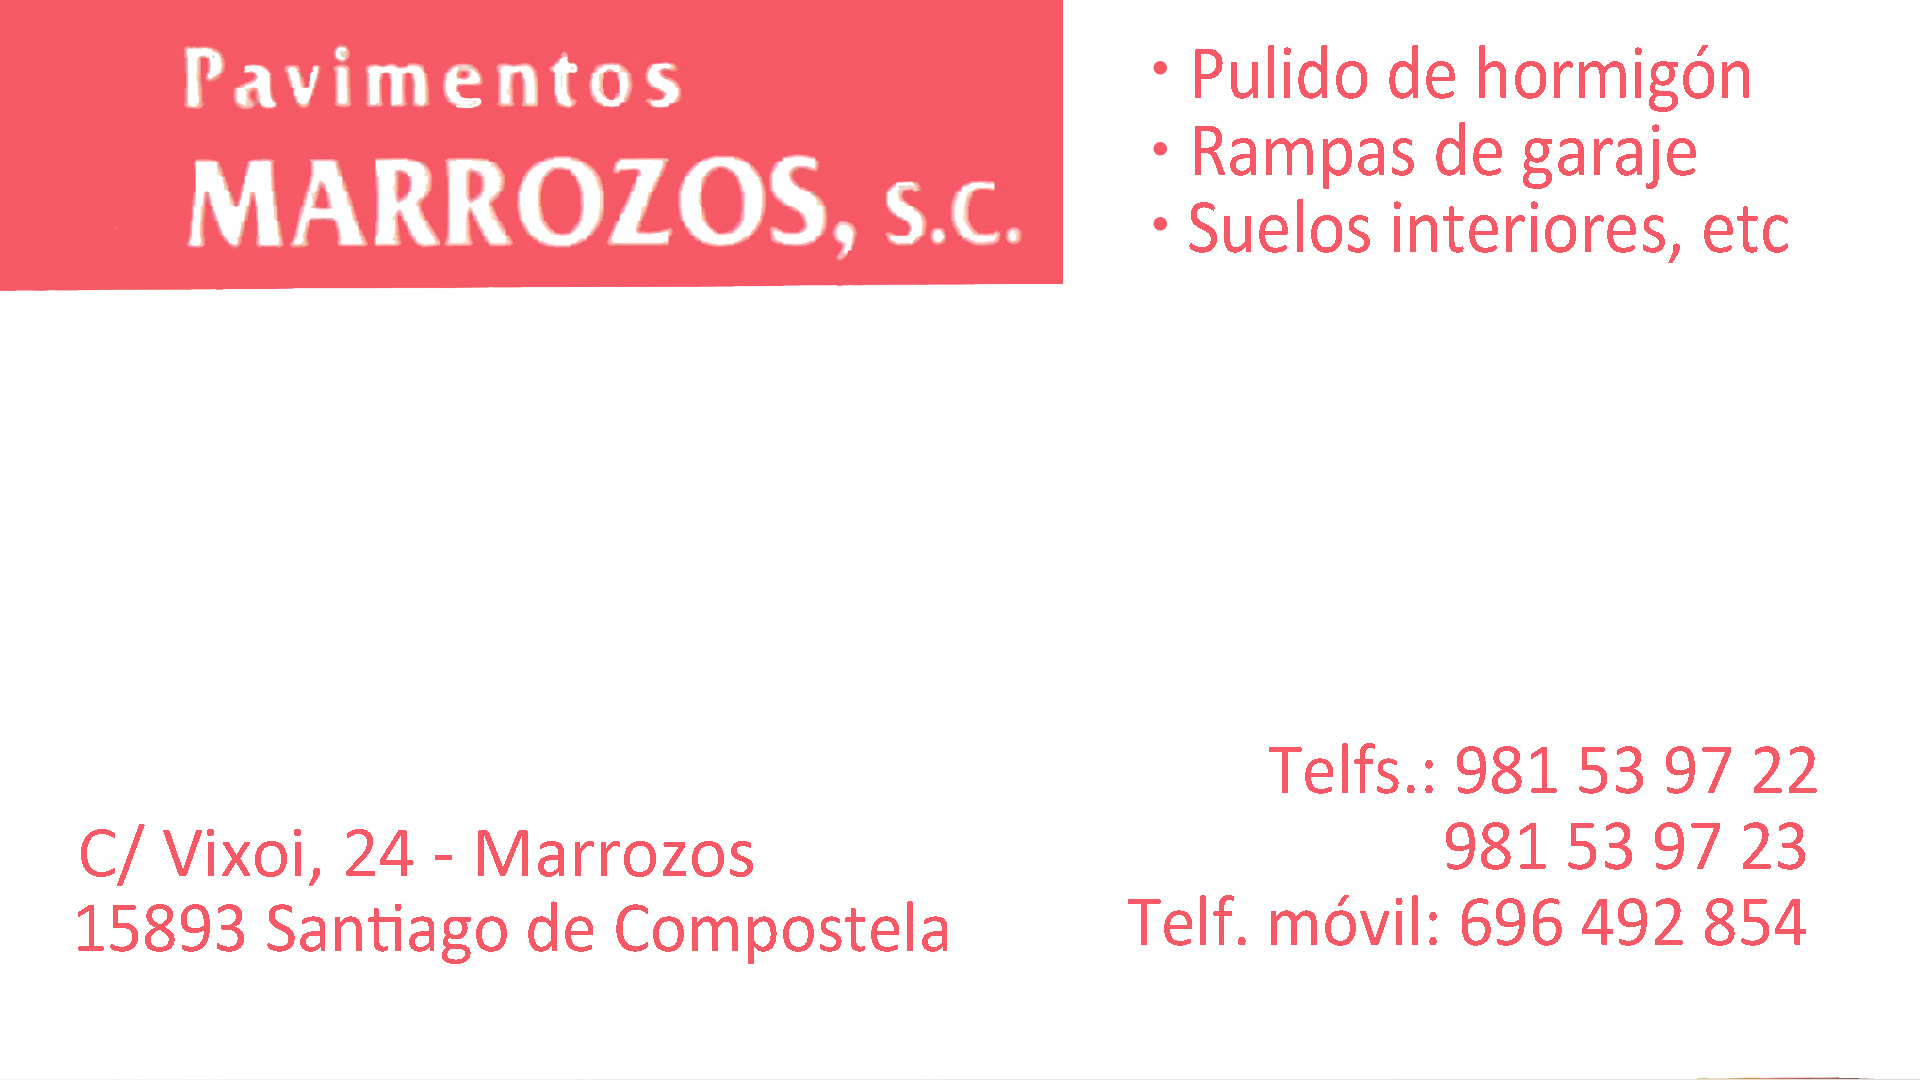 Pavimentos
MARROZOS, S.C.
· Pulido de hormigón
· Rampas de garaje
· Suelos interiores, etc
C/ Vixoi, 24 - Marrozos
15893 Santiago de Compostela
Telfs.: 981 53 97 22
981 53 97 23
Telf. móvil: 696 492 854